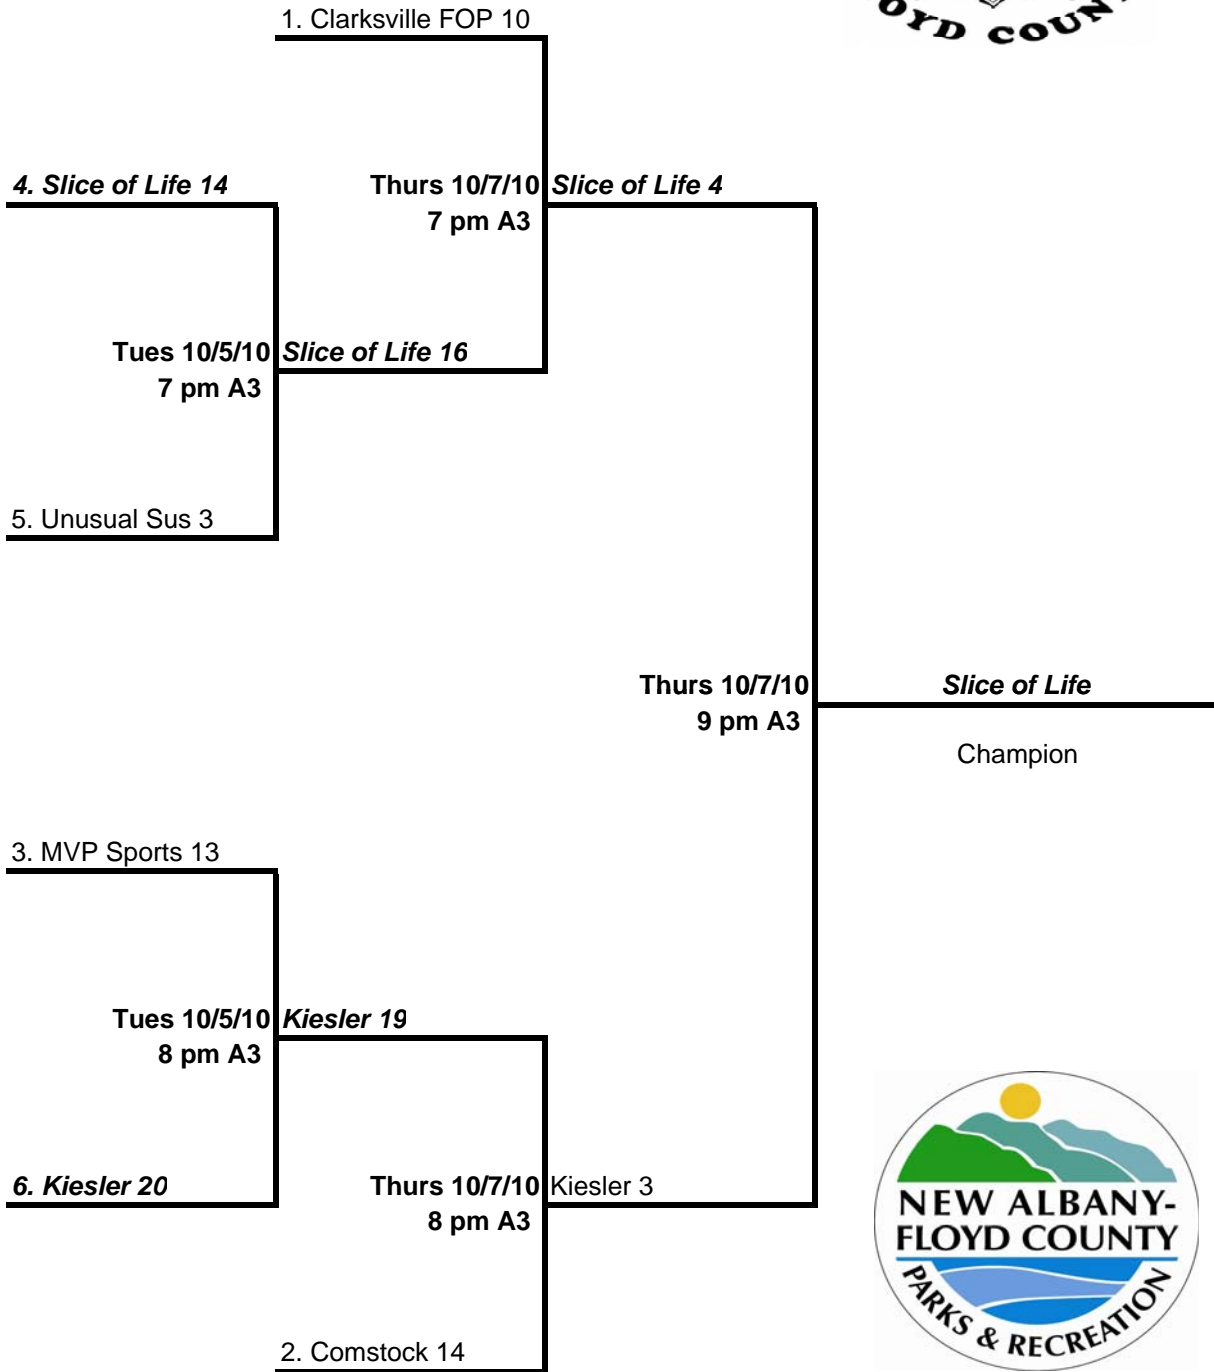 1. Clarksville FOP 10
OYD COUN
4. Slice of Life 14
Thurs 10/7/10 Slice of Life 4
7 pm A3
Tues 10/5/10 Slice of Life 16
7 pm A3
5. Unusual Sus 3
Thurs 10/7/10 Slice of Life
9 pm A3
Champion
3. MVP Sports 13
Tues 10/5/10 Kiesler 19
8 pm A3
6. Kiesler 20
Thurs 10/7/10 Kiesler 3
8 pm A3
2. Comstock 14
NEW ALBANY-
FLOYD COUNTY
PARKS & RECREATION